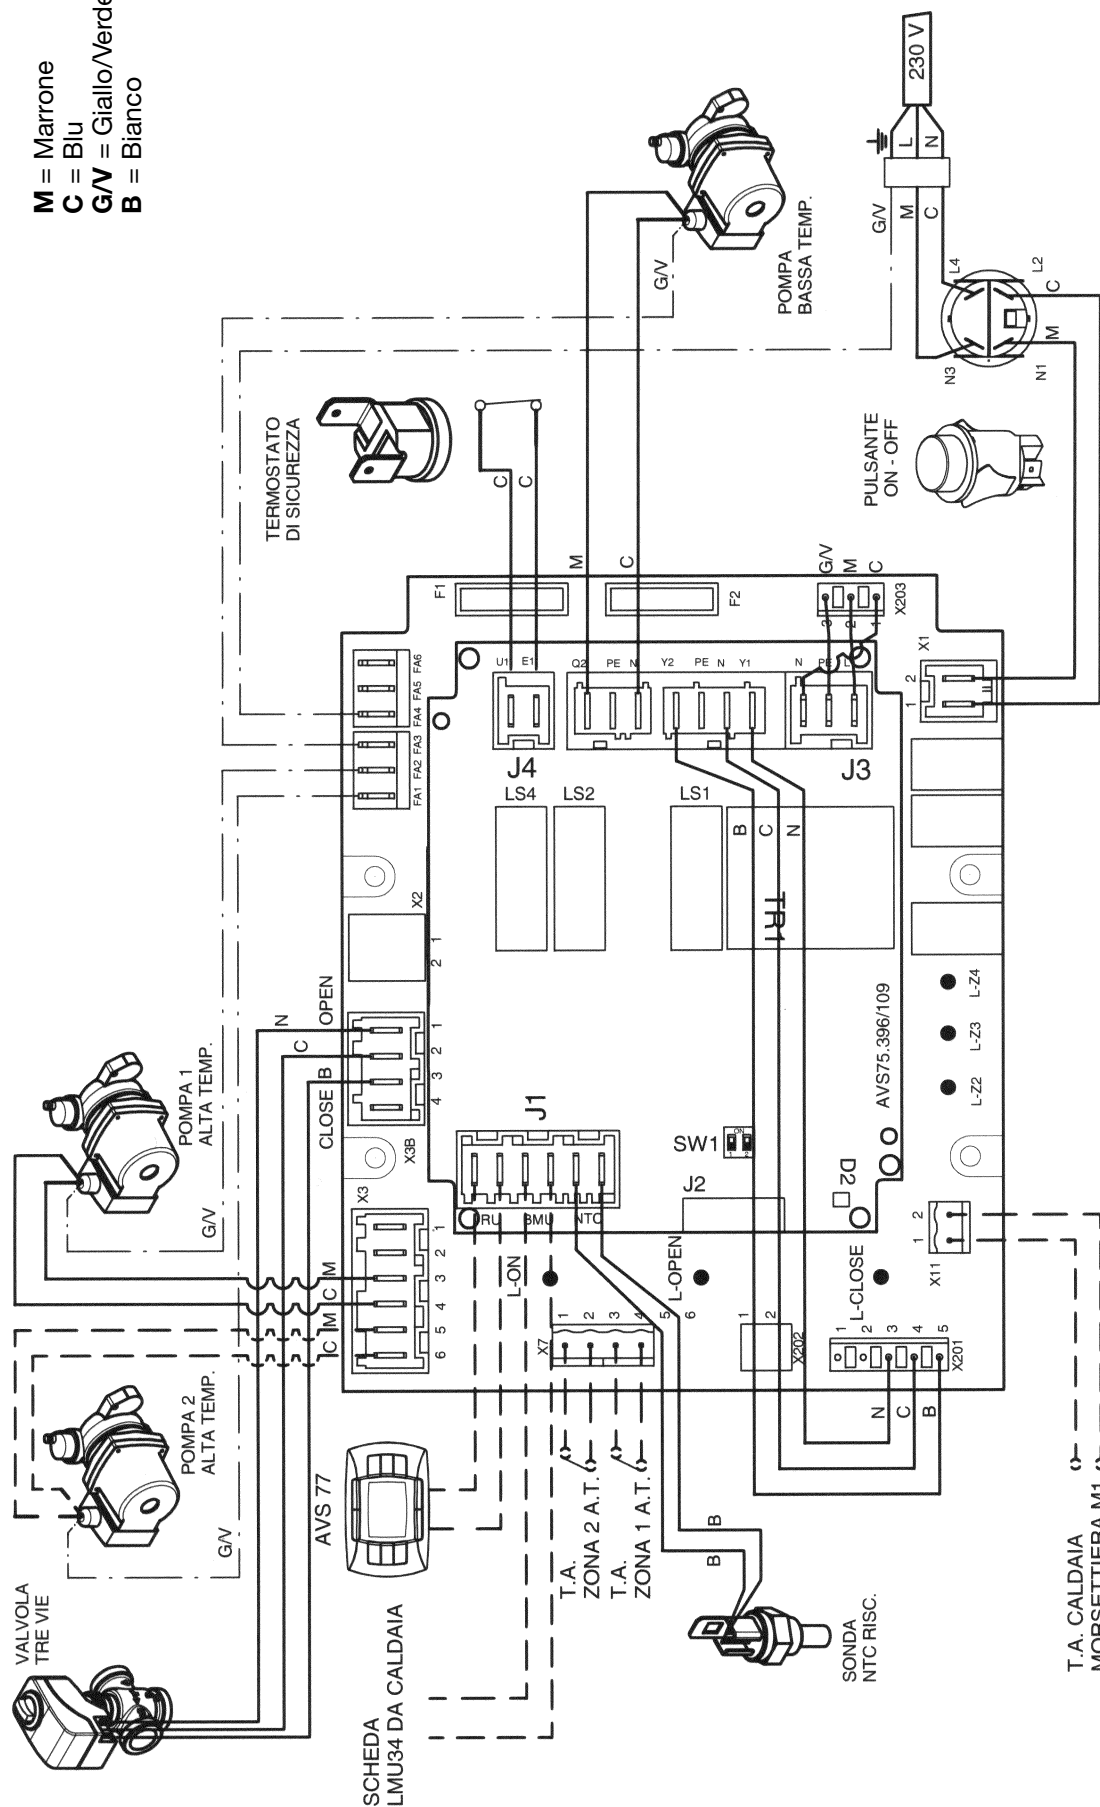 M = Marrone
C = Blu
G/V = Giallo/Verde
B = Bianco
VALVOLA
TRE VIE
POMPA 2
ALTA TEMP.
G/V
POMPA 1
ALTA TEMP.
G/V
C
M
C
M
CLOSE
OPEN
B
C
N
X3
6
5
4
3
2
1
X3B
4
3
2
1
X2
2
1
FA1
FA2
FA3
FA4
FA5
FA6
TERMOSTATO
DI SICUREZZA
C
C
G/V
M
C
POMPA
BASSA TEMP.
230 V
L
N
G/V
M
C
L4
L2
N3
N1
C
M
PULSANTE
ON - OFF
F1
F2
G/V
M
C
3
2
1
X203
X1
1
2
U1
E1
J4
Q2
PE
N
Y2
PE
N
Y1
N
PE
L
J3
LS4
LS2
LS1
B
C
N
TR1
J1
RU
BMU
NTC
SW1
ON
1
2
J2
D2
AVS75.396/109
L-Z2
L-Z3
L-Z4
L-ON
L-OPEN
L-CLOSE
X7
1
2
3
4
5
6
X202
1
2
X201
1
2
3
4
5
X11
1
2
N
C
B
AVS 77
SCHEDA
LMU34 DA CALDAIA
T.A.
ZONA 2 A.T.
T.A.
ZONA 1 A.T.
B
B
SONDA
NTC RISC.
T.A. CALDAIA
MORSETTIERA M1